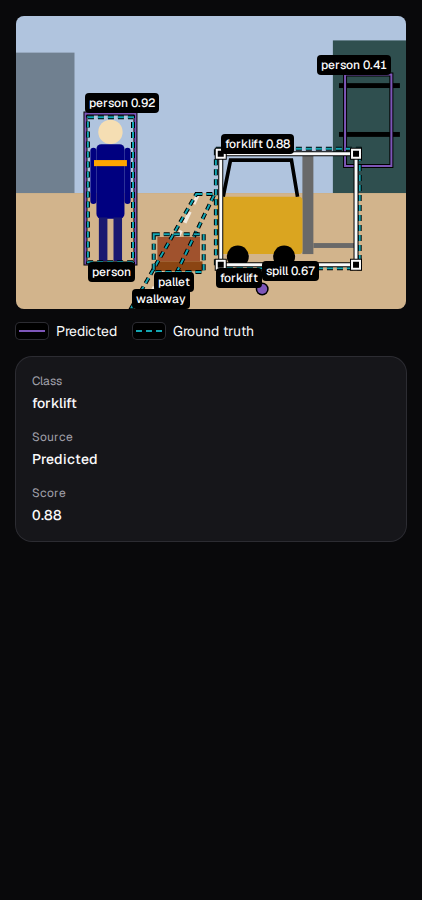 person 0.41
person 0.92
forklift 0.88
person
spill 0.67
forklift
pallet
walkway
Predicted
Ground truth
Class
forklift
Source
Predicted
Score
0.88